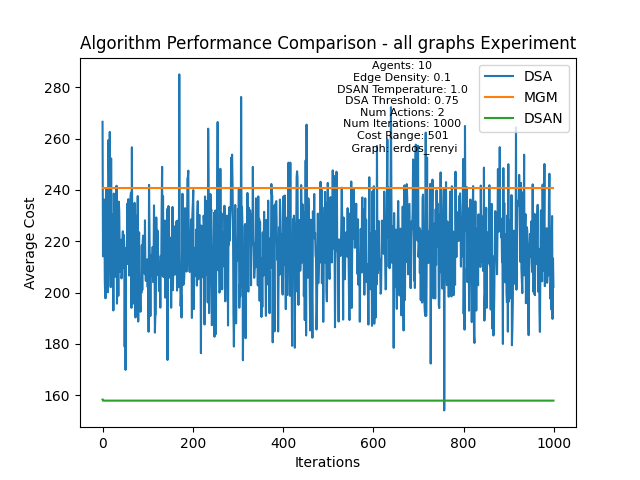 Algorithm Performance Comparison - all graphs Experiment
Agents: 10
Edge Density: 0.1
DSAN Temperature: 1.0
DSA Threshold: 0.75
Num Actions: 2
Num Iterations: 1000
Cost Range: 501
Graph: erdos_renyi
DSA
MGM
DSAN
Average Cost
280
260
240
220
200
180
160
0
200
400
600
800
1000
Iterations